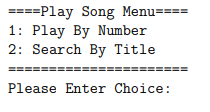 ====Play Song Menu====
1: Play By Number
2: Search By Title
======================
Please Enter Choice: